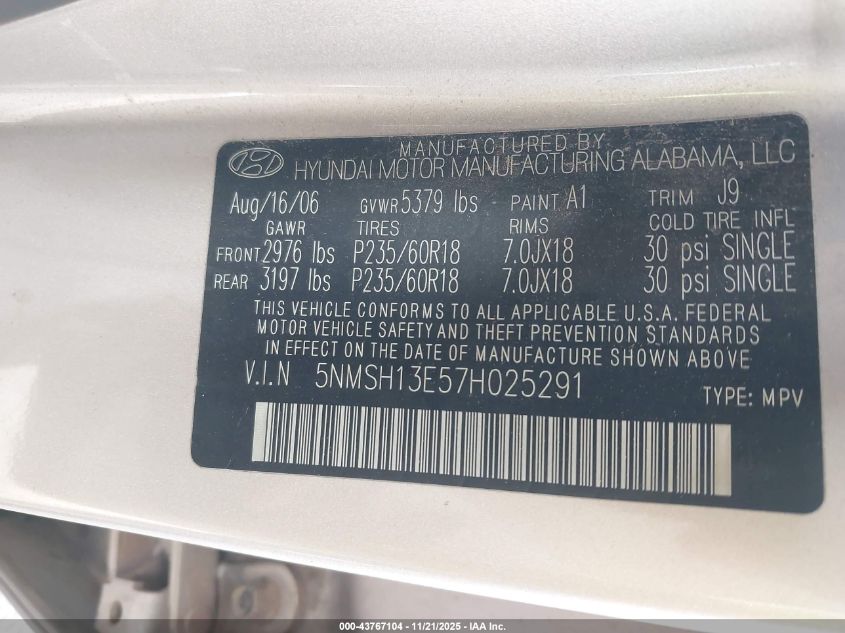 MANUFACTURED BY
HYUNDAI MOTOR MANUFACTURING ALABAMA, LLC
Aug/16/06 GVWR 5379 lbs PAINT A1 TRIM J9
GAWR TIRES RIMS COLD TIRE INFL
FRONT 2976 lbs P235/60R18 7.0JX18 30 psi SINGLE
REAR 3197 lbs P235/60R18 7.0JX18 30 psi SINGLE
THIS VEHICLE CONFORMS TO ALL APPLICABLE U.S.A. FEDERAL
MOTOR VEHICLE SAFETY AND THEFT PREVENTION STANDARDS
IN EFFECT ON THE DATE OF MANUFACTURE SHOWN ABOVE
V.I.N 5NMSH13E57H025291
TYPE: MPV
000-43767104 - 11/21/2025 - IAA Inc.